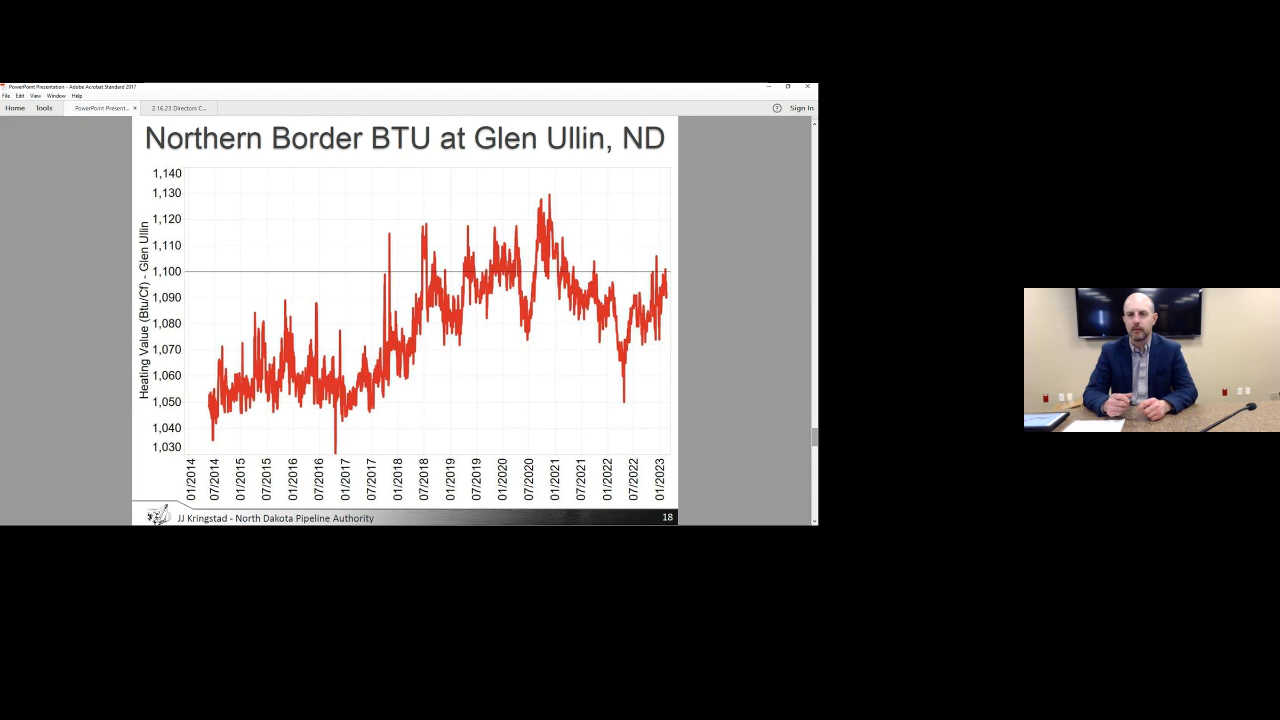 PowerPoint Presentation - Adobe Acrobat Standard 2017
File Edit View Window Help
Home Tools PowerPoint Present... × 2.16.23 Directors C... Sign In
Northern Border BTU at Glen Ullin, ND
Heating Value (Btu/Cf) - Glen Ullin
1,140
1,130
1,120
1,110
1,100
1,090
1,080
1,070
1,060
1,050
1,040
1,030
01/2014 07/2014 01/2015 07/2015 01/2016 07/2016 01/2017 07/2017 01/2018 07/2018 01/2019 07/2019 01/2020 07/2020 01/2021 07/2021 01/2022 07/2022 01/2023
JJ Kringstad - North Dakota Pipeline Authority 18